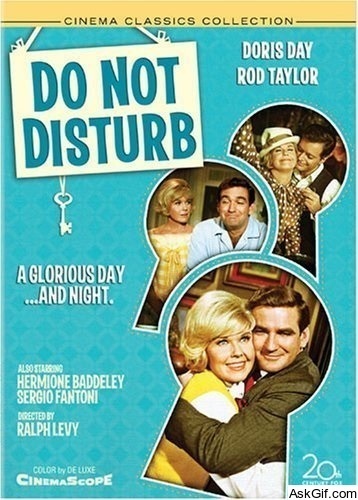 CINEMA CLASSICS COLLECTION
DORIS DAY
ROD TAYLOR
DO NOT
DISTURB
A GLORIOUS DAY
...AND NIGHT.
ALSO STARRING
HERMIONE BADDELEY
SERGIO FANTONI
DIRECTED BY
RALPH LEVY
COLOR by DE LUXE
CINEMASCOPE
20th
CENTURY FOX
AskGif.com